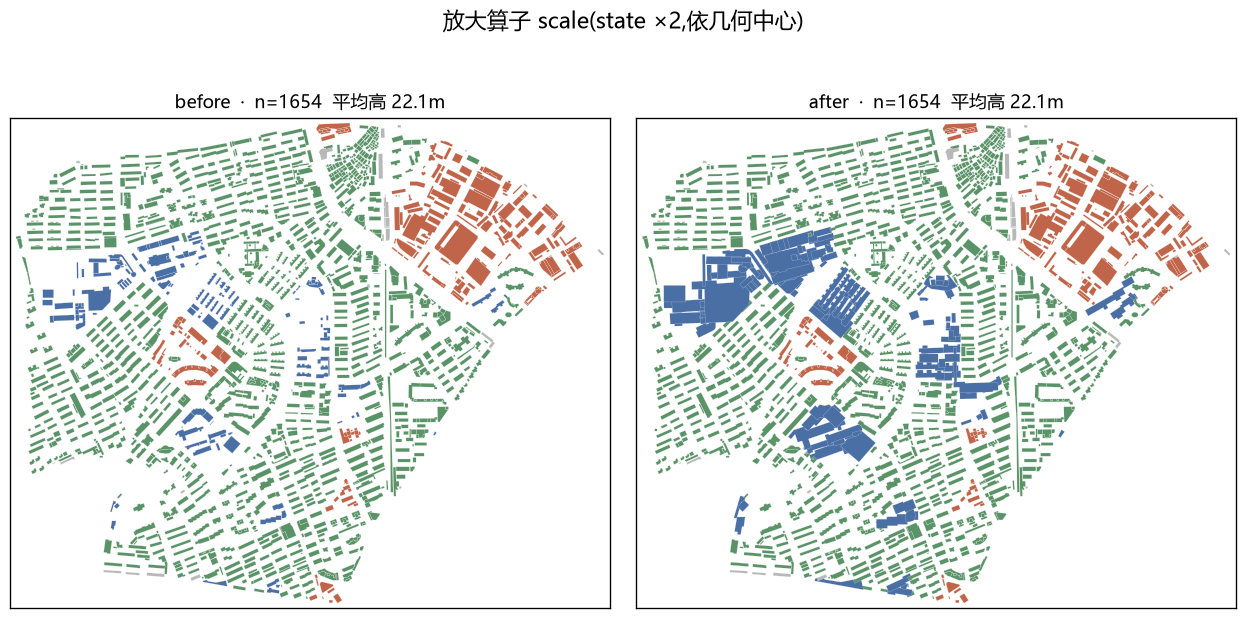 放大算子 scale(state ×2,依几何中心)
before · n=1654 平均高 22.1m
after · n=1654 平均高 22.1m